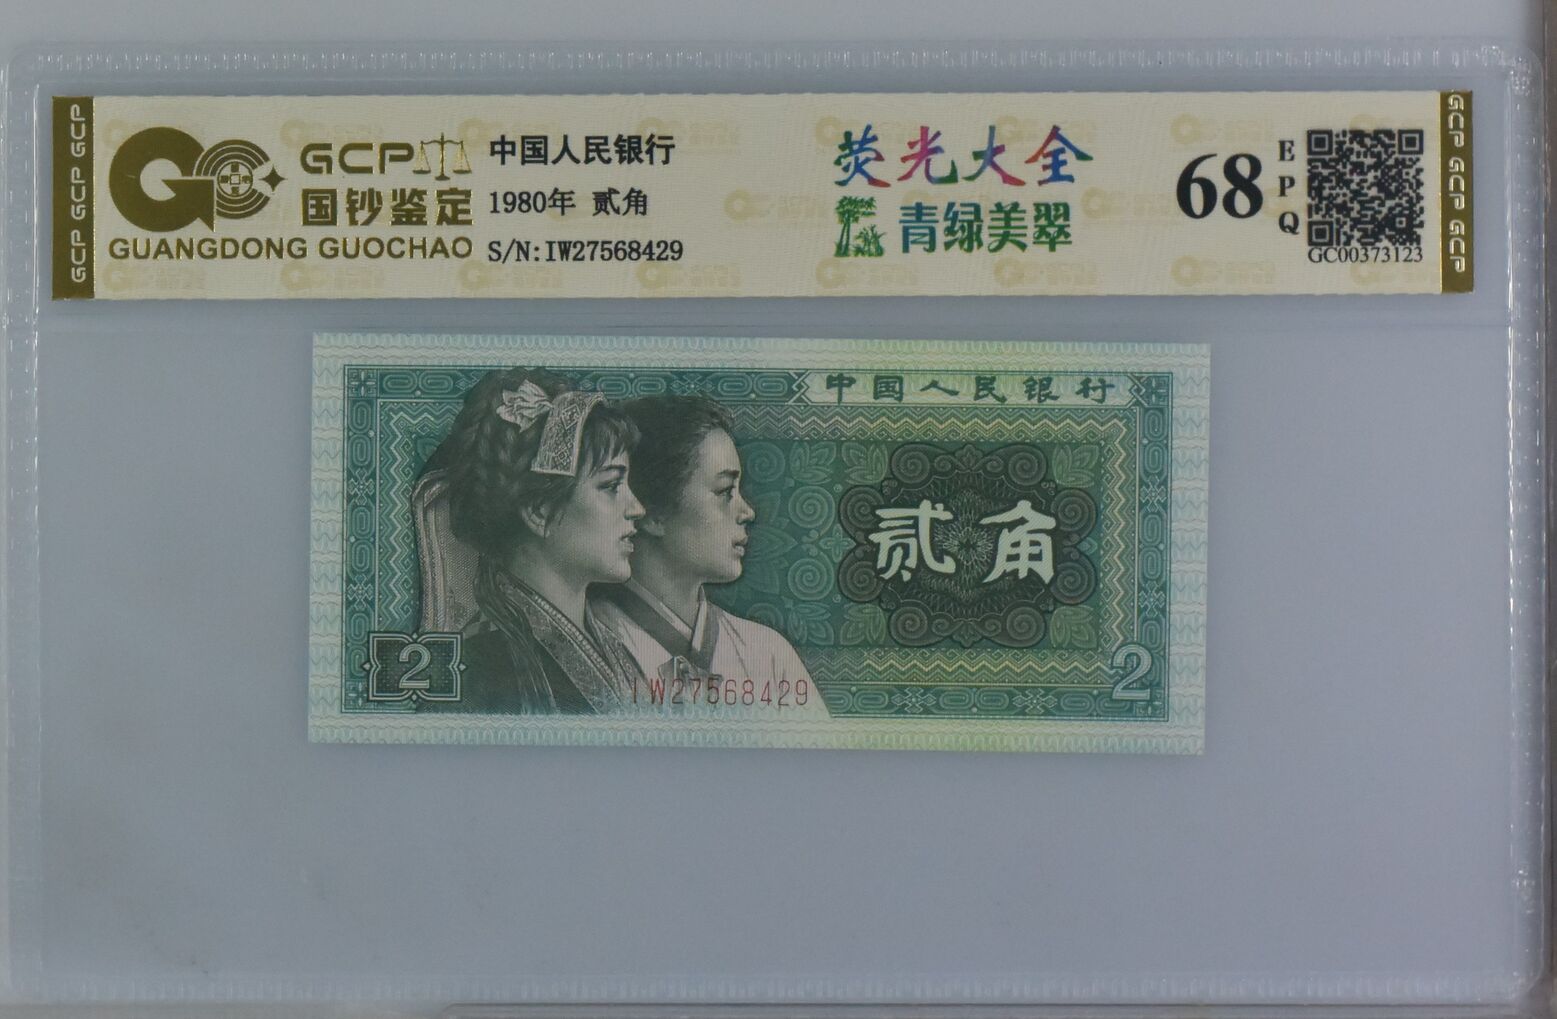 GCP GCP GCP
GCP
国钞鉴定
GUANGDONG GUOCHAO
中国人民银行
1980年 贰角
S/N:IW27568429
荧光大全
青绿美翠
68
EPQ
GC00373123
GCP GCP GCP
中国人民银行
贰角
2
IW27568429
2